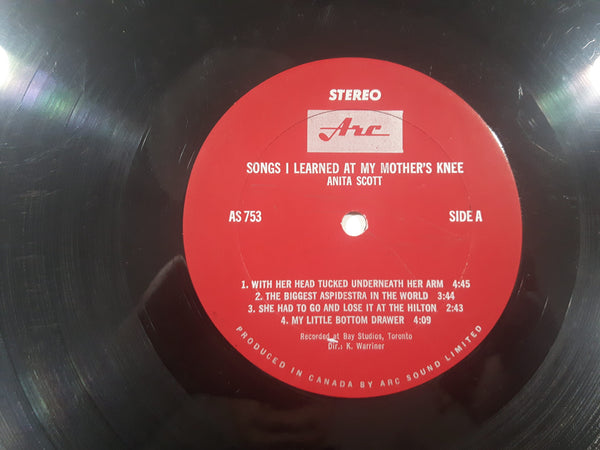 STEREO
Arc
SONGS I LEARNED AT MY MOTHER'S KNEE
ANITA SCOTT
AS 753 SIDE A
1. WITH HER HEAD TUCKED UNDERNEATH HER ARM 4:45
2. THE BIGGEST ASPIDESTRA IN THE WORLD 3:44
3. SHE HAD TO GO AND LOSE IT AT THE HILTON 2:43
4. MY LITTLE BOTTOM DRAWER 4:09
Recorded at Bay Studios, Toronto
Dir.: K. Warriner
PRODUCED IN CANADA BY ARC SOUND LIMITED